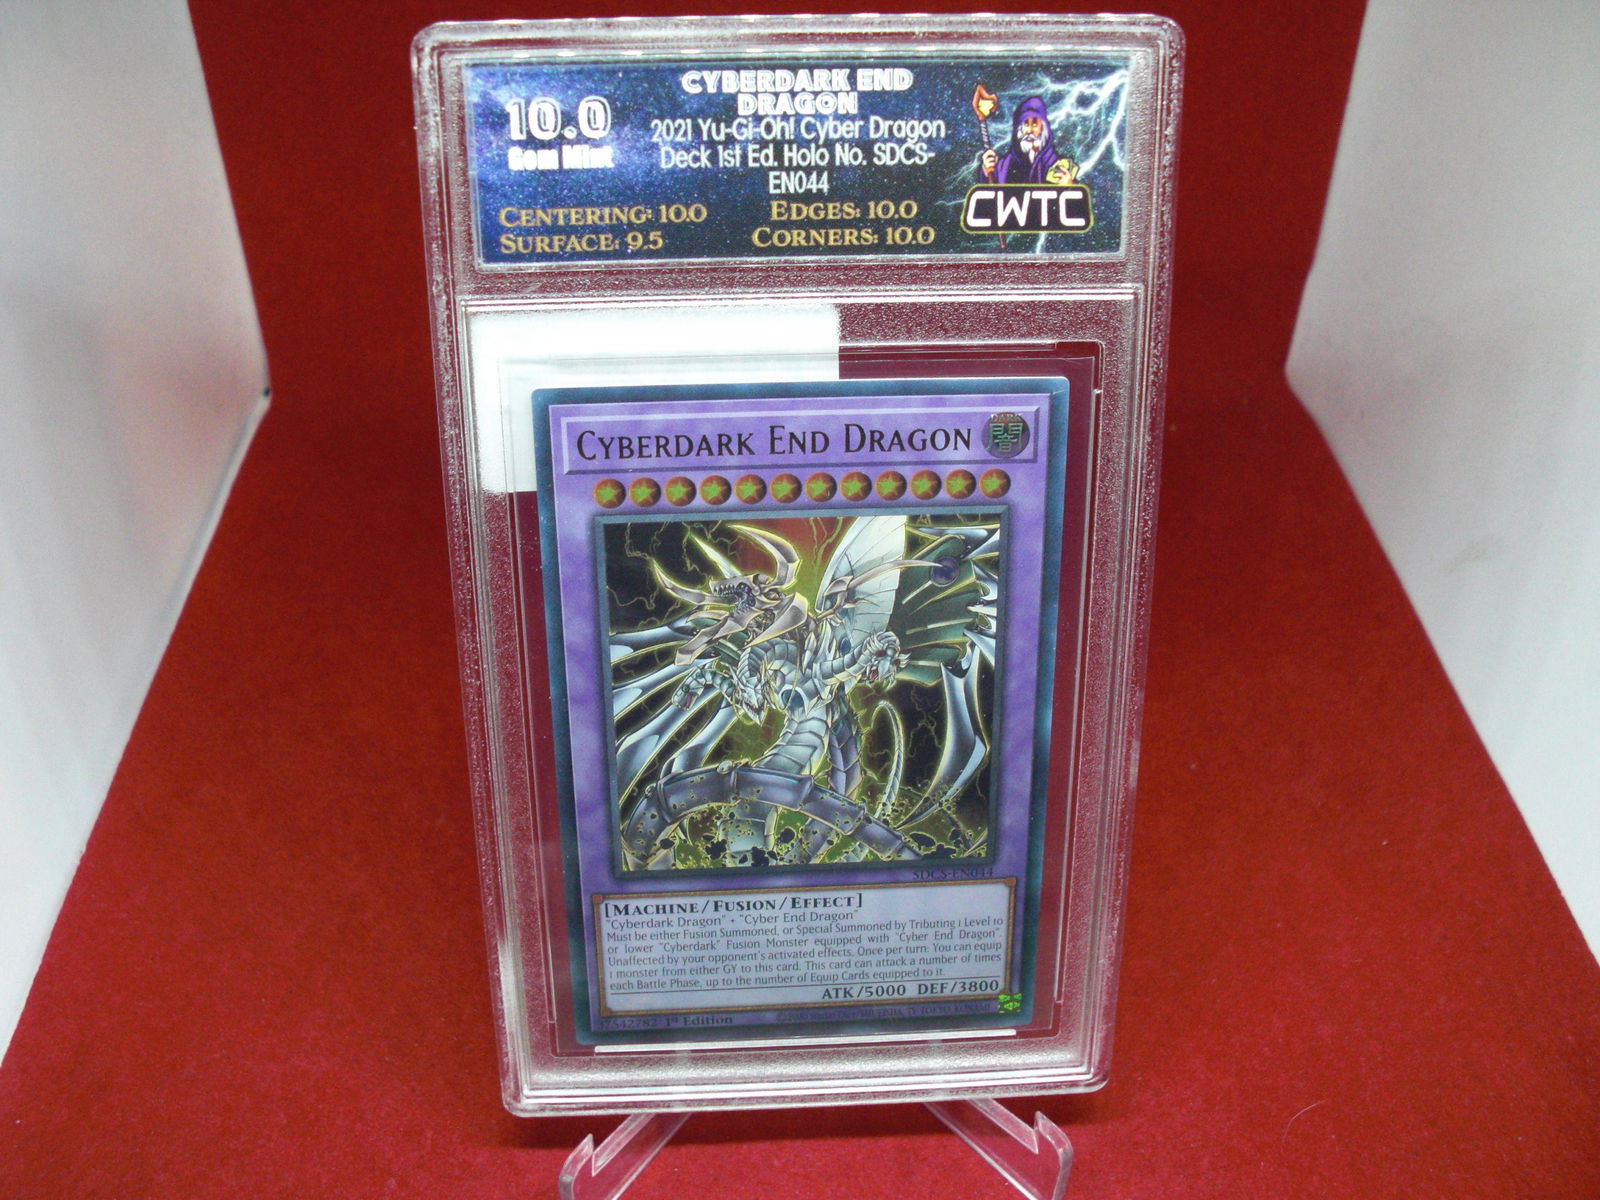 CYBERDARK END
DRAGON
10.0
Gem Mint
2021 Yu-Gi-Oh! Cyber Dragon
Deck 1st Ed. Holo No. SDCS-
EN044
CENTERING: 10.0
EDGES: 10.0
SURFACE: 9.5
CORNERS: 10.0
CWTC
CYBERDARK END DRAGON
DARK
闇
SDCS-EN044
[MACHINE/FUSION/EFFECT]
"Cyberdark Dragon" + "Cyber End Dragon"
Must be either Fusion Summoned, or Special Summoned by Tributing 1 Level 10
or lower "Cyberdark" Fusion Monster equipped with "Cyber End Dragon".
Unaffected by your opponent's activated effects. Once per turn: You can equip
1 monster from either GY to this card. This card can attack a number of times
each Battle Phase, up to the number of Equip Cards equipped to it.
ATK/5000 DEF/3800
37542782 1st Edition